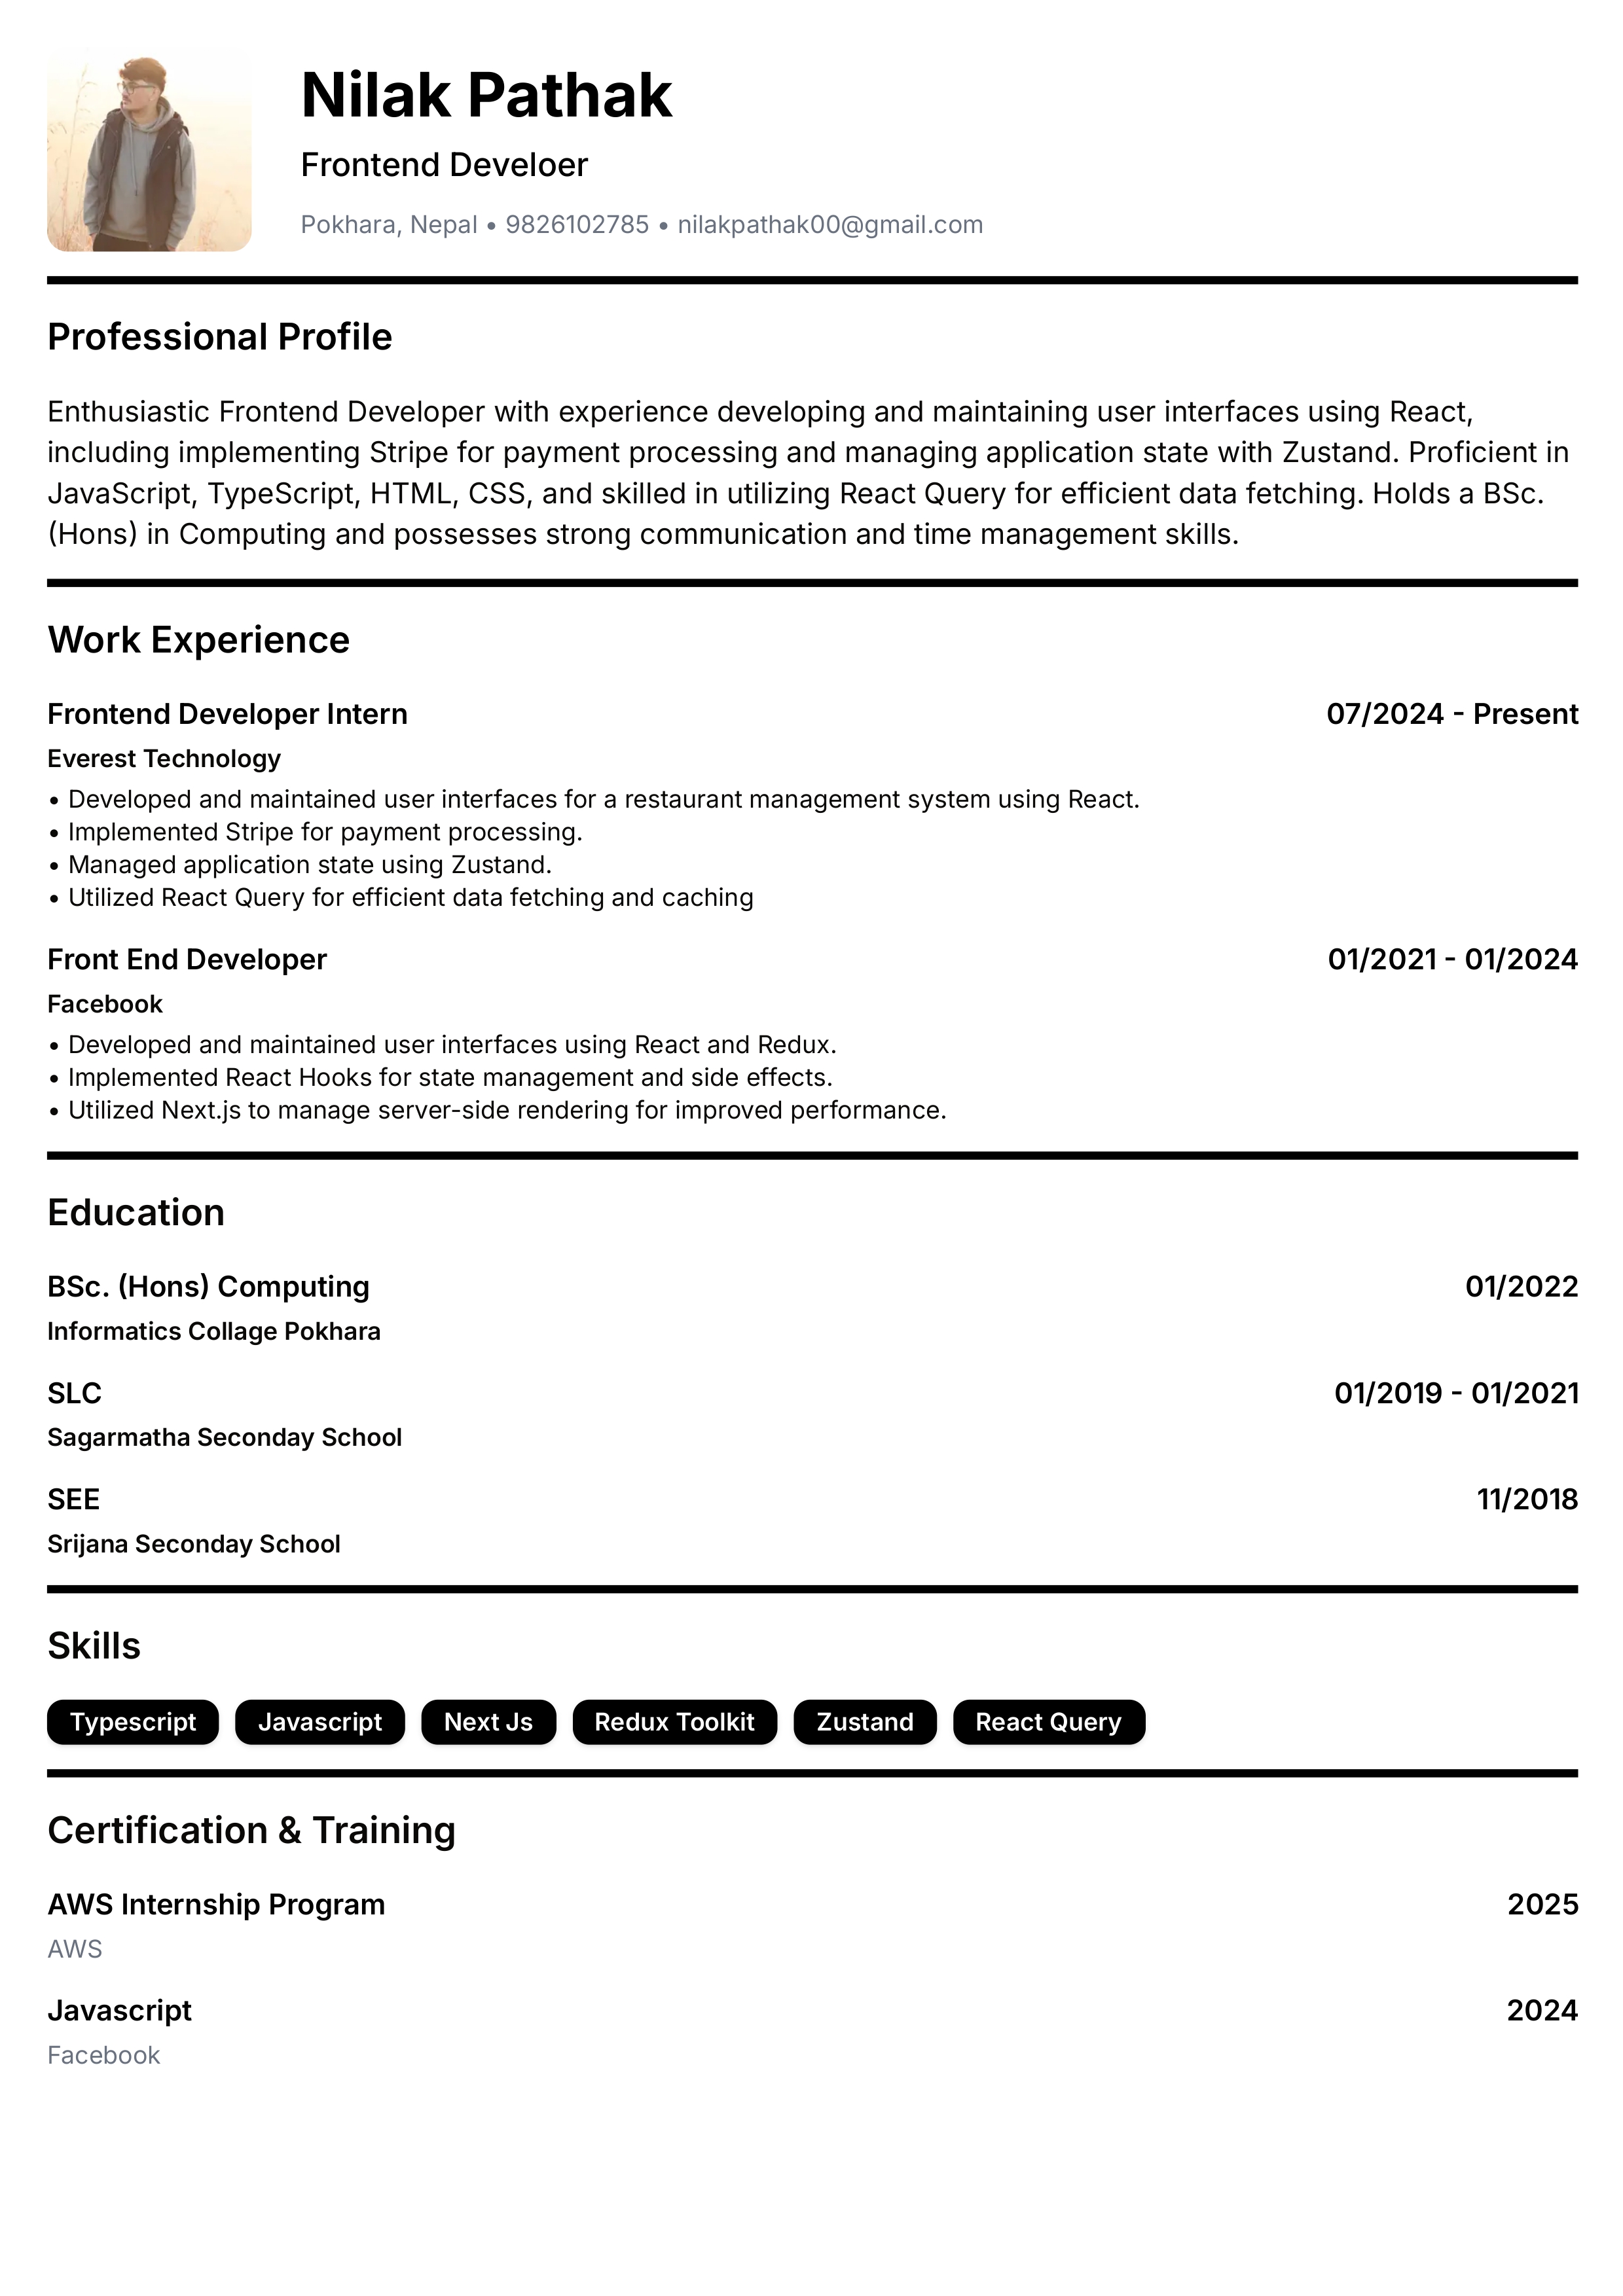 Nilak Pathak
Frontend Develoer
Pokhara, Nepal • 9826102785 • nilakpathak00@gmail.com
Professional Profile
Enthusiastic Frontend Developer with experience developing and maintaining user interfaces using React,
including implementing Stripe for payment processing and managing application state with Zustand. Proficient in
JavaScript, TypeScript, HTML, CSS, and skilled in utilizing React Query for efficient data fetching. Holds a BSc.
(Hons) in Computing and possesses strong communication and time management skills.
Work Experience
Frontend Developer Intern 07/2024 - Present
Everest Technology
• Developed and maintained user interfaces for a restaurant management system using React.
• Implemented Stripe for payment processing.
• Managed application state using Zustand.
• Utilized React Query for efficient data fetching and caching
Front End Developer 01/2021 - 01/2024
Facebook
• Developed and maintained user interfaces using React and Redux.
• Implemented React Hooks for state management and side effects.
• Utilized Next.js to manage server-side rendering for improved performance.
Education
BSc. (Hons) Computing 01/2022
Informatics Collage Pokhara
SLC 01/2019 - 01/2021
Sagarmatha Seconday School
SEE 11/2018
Srijana Seconday School
Skills
Typescript Javascript Next Js Redux Toolkit Zustand React Query
Certification & Training
AWS Internship Program 2025
AWS
Javascript 2024
Facebook